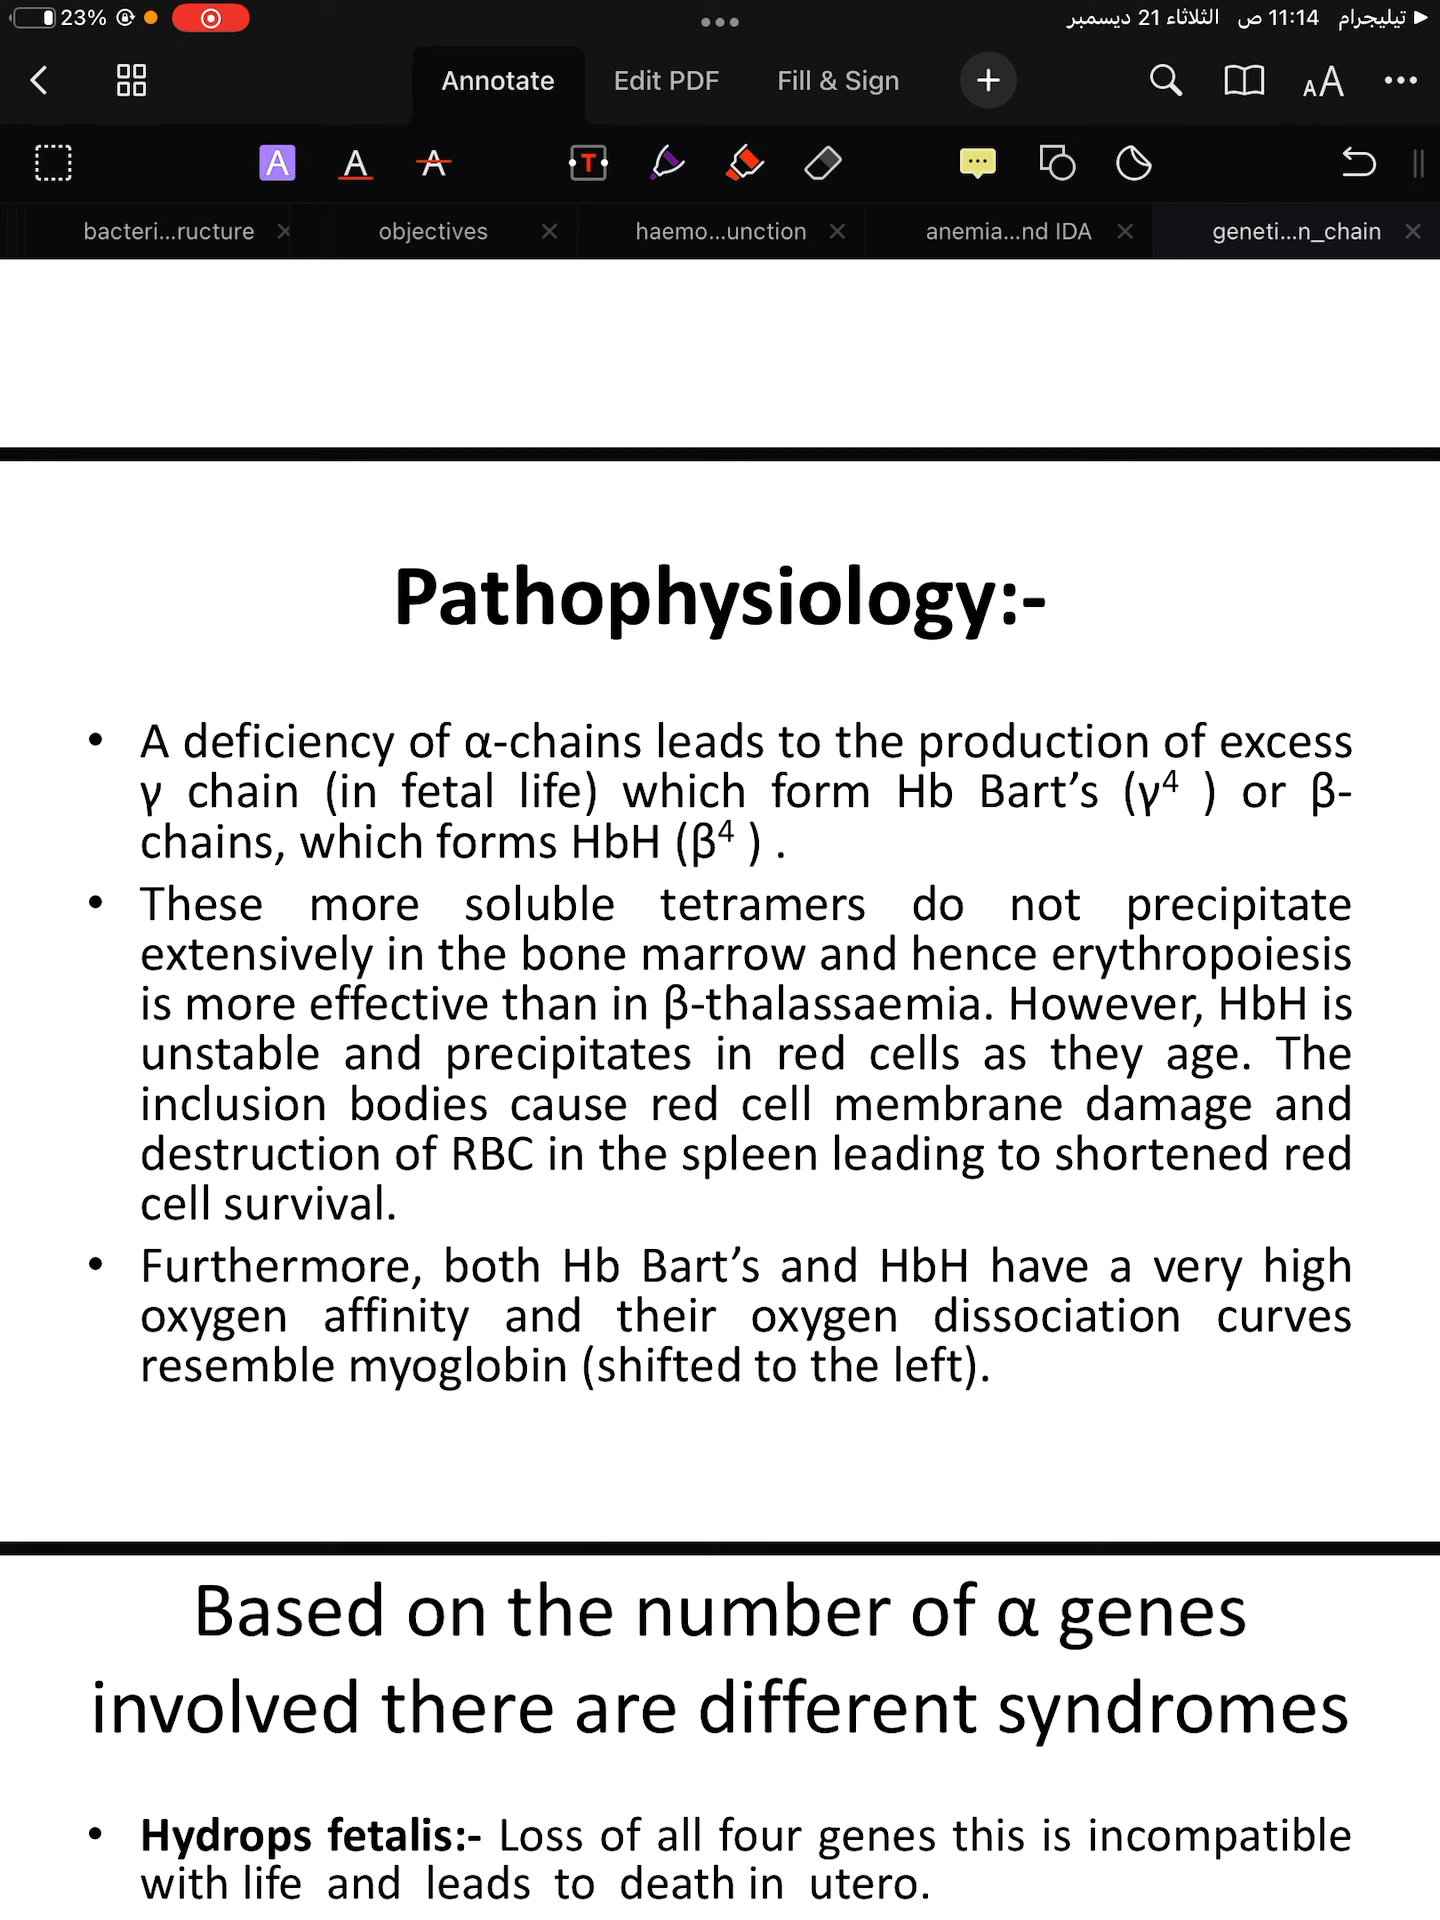 23%
الثلاثاء 21 ديسمبر 11:14 ص تيليجرام
Annotate Edit PDF Fill & Sign
AA
A A A T
bacteri...ructure objectives haemo...unction anemia...nd IDA geneti...n_chain
Pathophysiology:-
• A deficiency of α-chains leads to the production of excess
γ chain (in fetal life) which form Hb Bart’s (γ⁴ ) or β-
chains, which forms HbH (β⁴ ) .
• These more soluble tetramers do not precipitate
extensively in the bone marrow and hence erythropoiesis
is more effective than in β-thalassaemia. However, HbH is
unstable and precipitates in red cells as they age. The
inclusion bodies cause red cell membrane damage and
destruction of RBC in the spleen leading to shortened red
cell survival.
• Furthermore, both Hb Bart’s and HbH have a very high
oxygen affinity and their oxygen dissociation curves
resemble myoglobin (shifted to the left).
Based on the number of α genes
involved there are different syndromes
• Hydrops fetalis:- Loss of all four genes this is incompatible
with life and leads to death in utero.